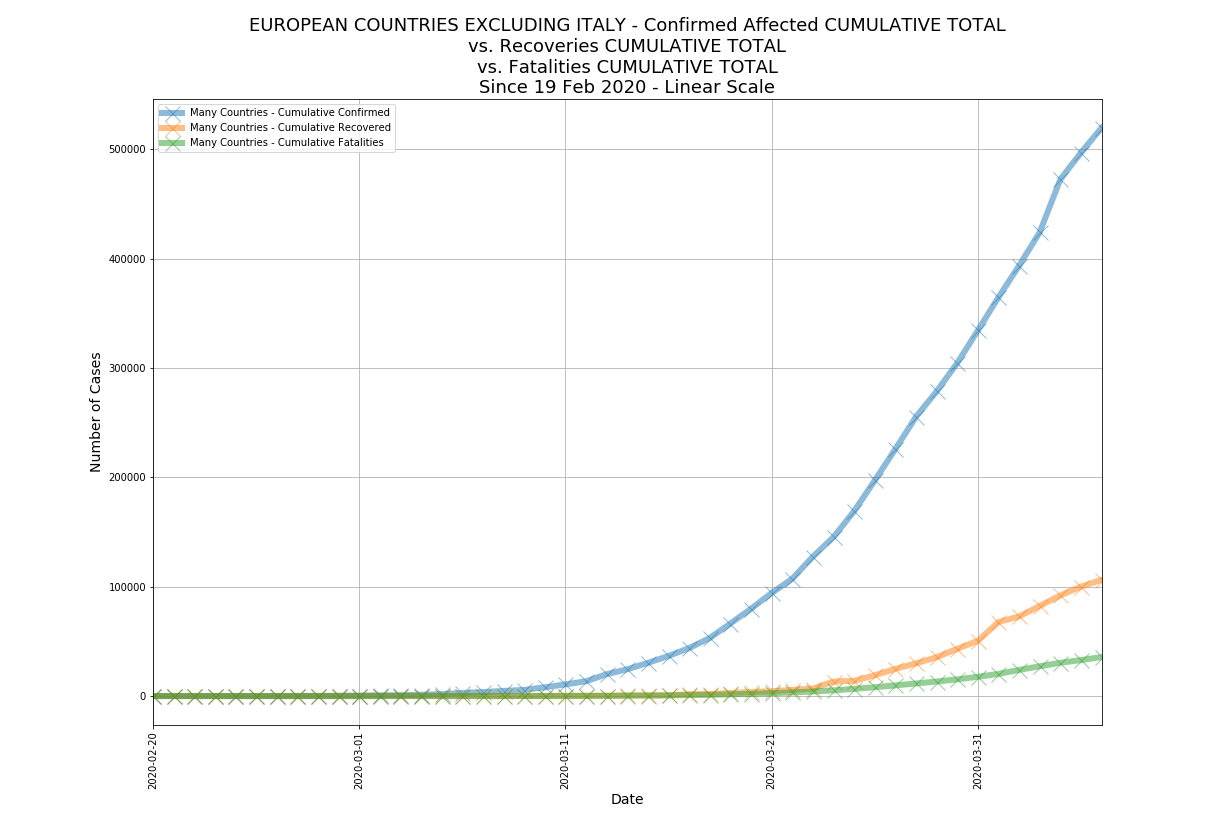 EUROPEAN COUNTRIES EXCLUDING ITALY - Confirmed Affected CUMULATIVE TOTAL
vs. Recoveries CUMULATIVE TOTAL
vs. Fatalities CUMULATIVE TOTAL
Since 19 Feb 2020 - Linear Scale
Many Countries - Cumulative Confirmed
Many Countries - Cumulative Recovered
Many Countries - Cumulative Fatalities
500000
400000
300000
200000
100000
0
Number of Cases
2020-02-20
2020-03-01
2020-03-11
2020-03-21
2020-03-31
Date